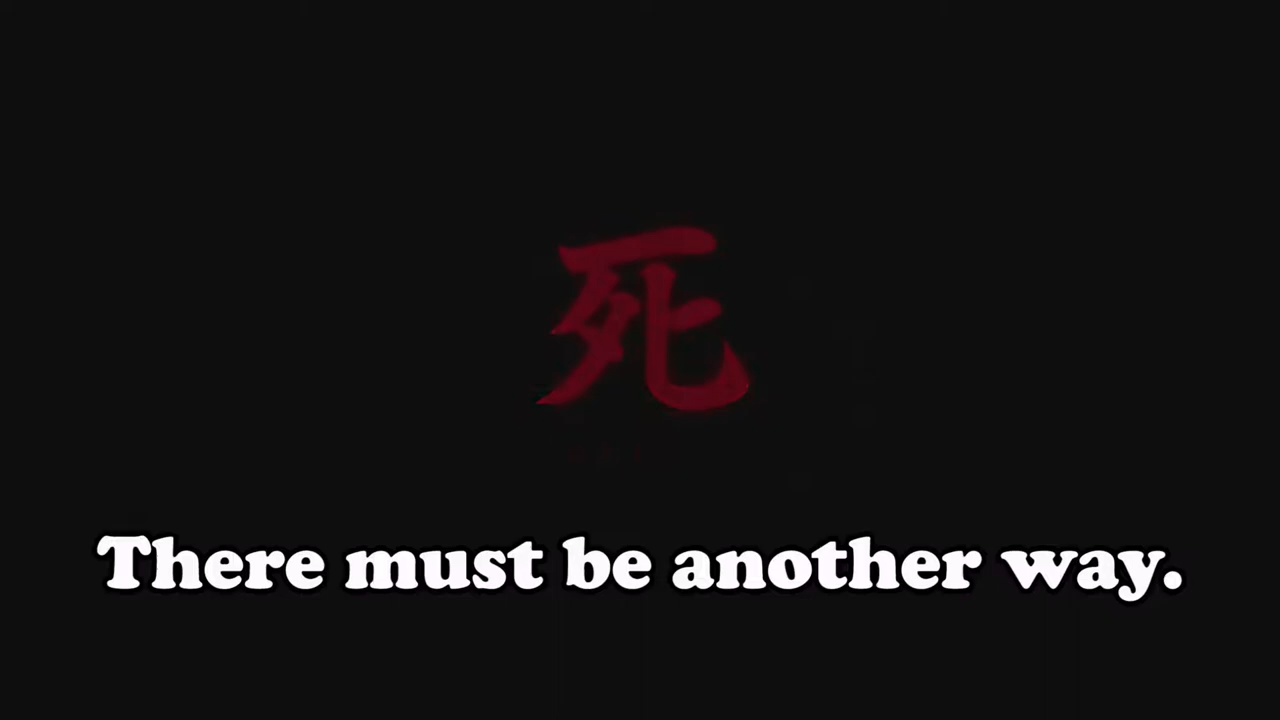 死
There must be another way.